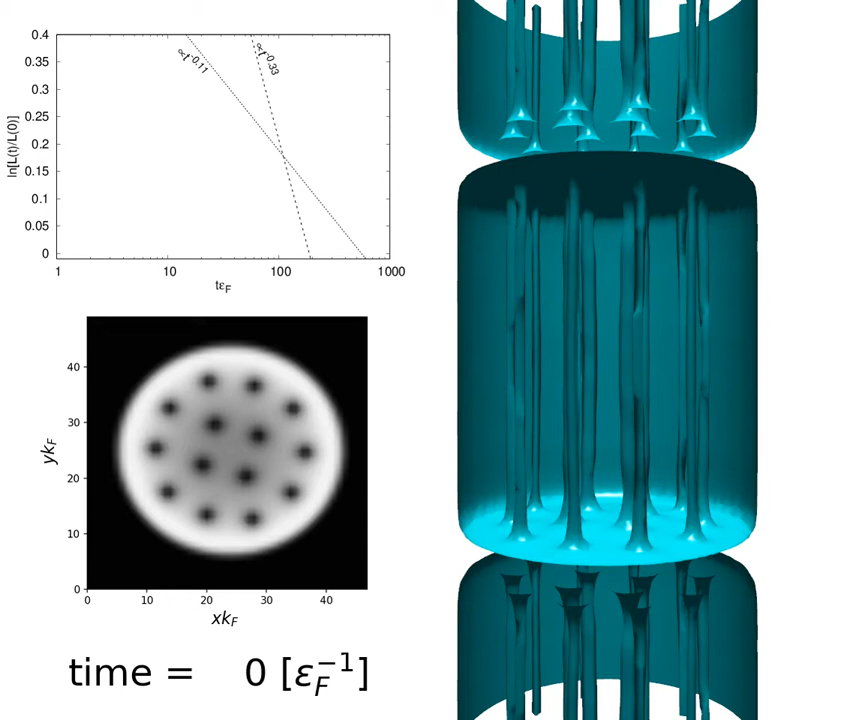 0.4
0.35
0.3
0.25
0.2
0.15
0.1
0.05
0
ln[L(t)/L(0)]
∝t^-0.11
∝t^-0.33
1 10 100 1000
tε_F
40
30
20
10
0
yk_F
0 10 20 30 40
xk_F
time = 0 [ε_F^-1]